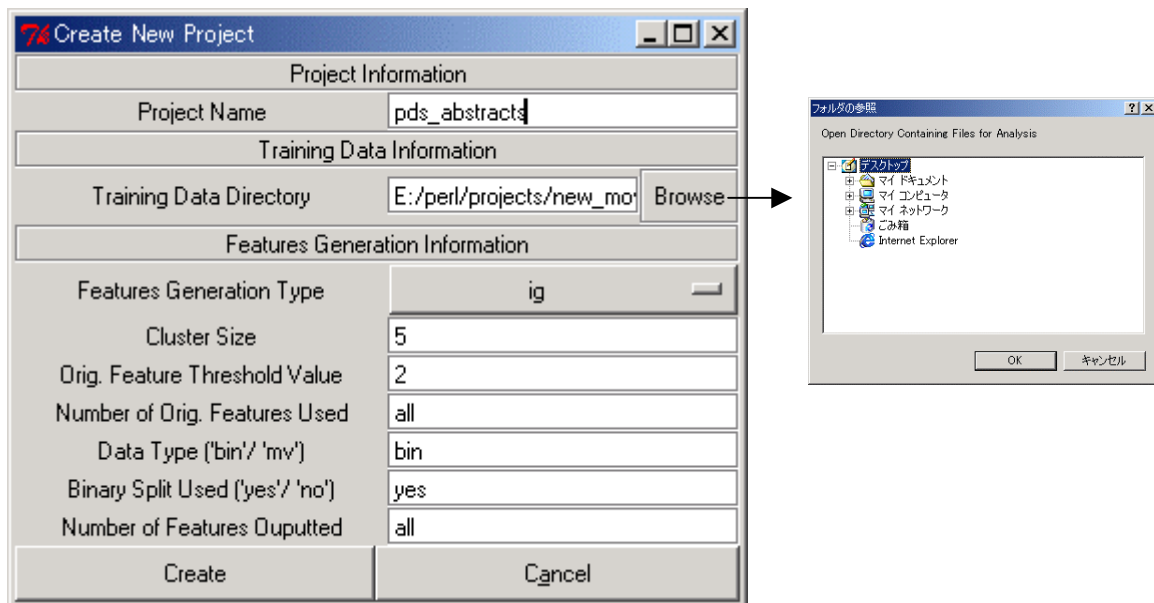 Create New Project
Project Information
Project Name pds_abstracts
Training Data Information
Training Data Directory E:/perl/projects/new_mo Browse
Features Generation Information
Features Generation Type ig
Cluster Size 5
Orig. Feature Threshold Value 2
Number of Orig. Features Used all
Data Type ('bin'/ 'mv') bin
Binary Split Used ('yes'/ 'no') yes
Number of Features Ouputted all
Create Cancel
フォルダの参照
Open Directory Containing Files for Analysis
デスクトップ
マイ ドキュメント
マイ コンピュータ
マイ ネットワーク
ごみ箱
Internet Explorer
OK キャンセル